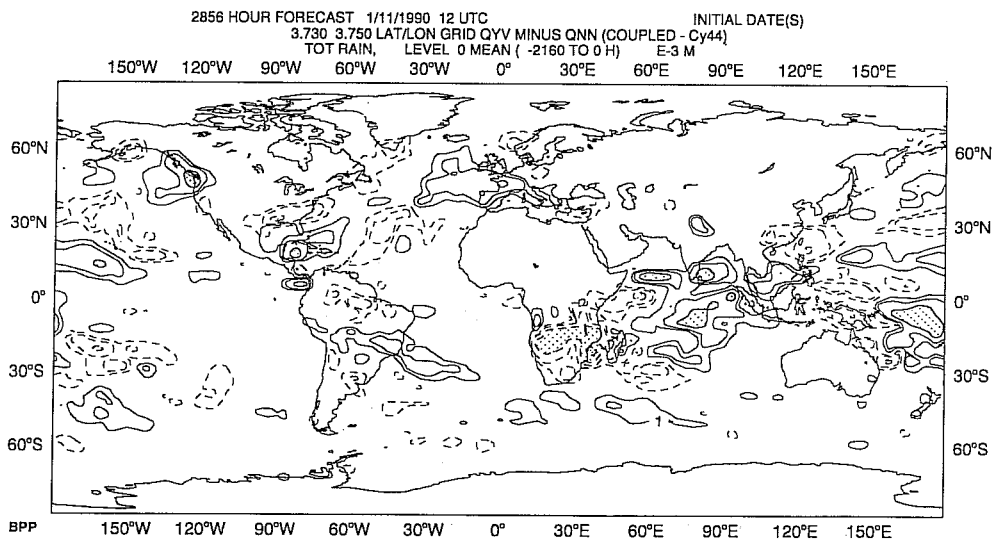 2856 HOUR FORECAST 1/11/1990 12 UTC INITIAL DATE(S)
3.730 3.750 LAT/LON GRID QYV MINUS QNN (COUPLED - Cy44)
TOT RAIN, LEVEL 0 MEAN ( -2160 TO 0 H) E-3 M
150°W 120°W 90°W 60°W 30°W 0° 30°E 60°E 90°E 120°E 150°E
60°N 60°N
30°N 30°N
0° 0°
30°S 30°S
1
60°S 60°S
BPP 150°W 120°W 90°W 60°W 30°W 0° 30°E 60°E 90°E 120°E 150°E